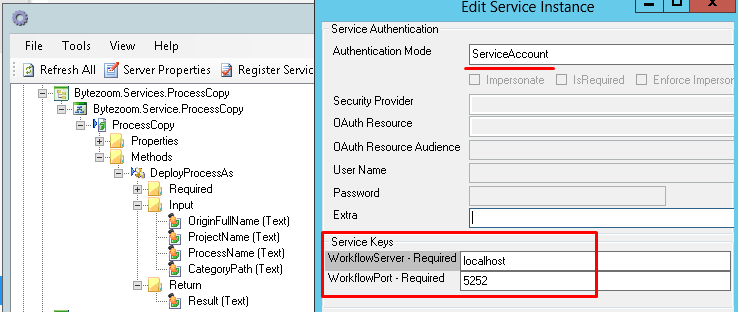 File Tools View Help
Refresh All Server Properties Register Servic
Bytezoom.Services.ProcessCopy
Bytezoom.Service.ProcessCopy
ProcessCopy
Properties
Methods
DeployProcessAs
Required
Input
OriginFullName (Text)
ProjectName (Text)
ProcessName (Text)
CategoryPath (Text)
Return
Result (Text)
Edit Service Instance
Service Authentication
Authentication Mode ServiceAccount
Impersonate IsRequired Enforce Impersor
Security Provider
OAuth Resource
OAuth Resource Audience
User Name
Password
Extra
Service Keys
WorkflowServer - Required localhost
WorkflowPort - Required 5252